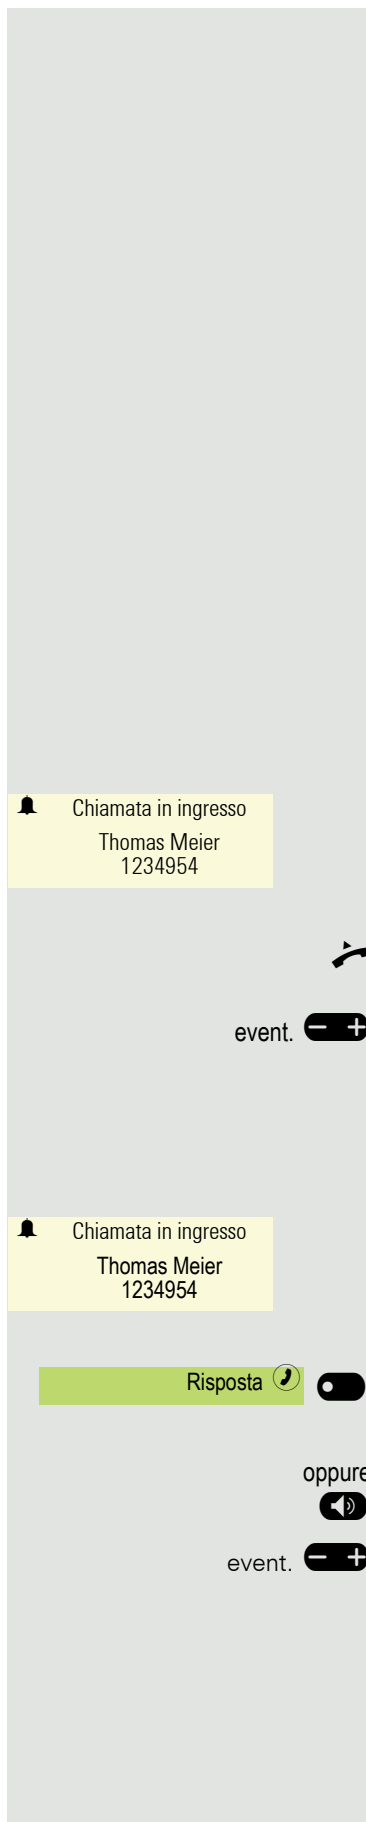 Chiamata in ingresso
Thomas Meier
1234954
event.
Chiamata in ingresso
Thomas Meier
1234954
Risposta
oppure
event.